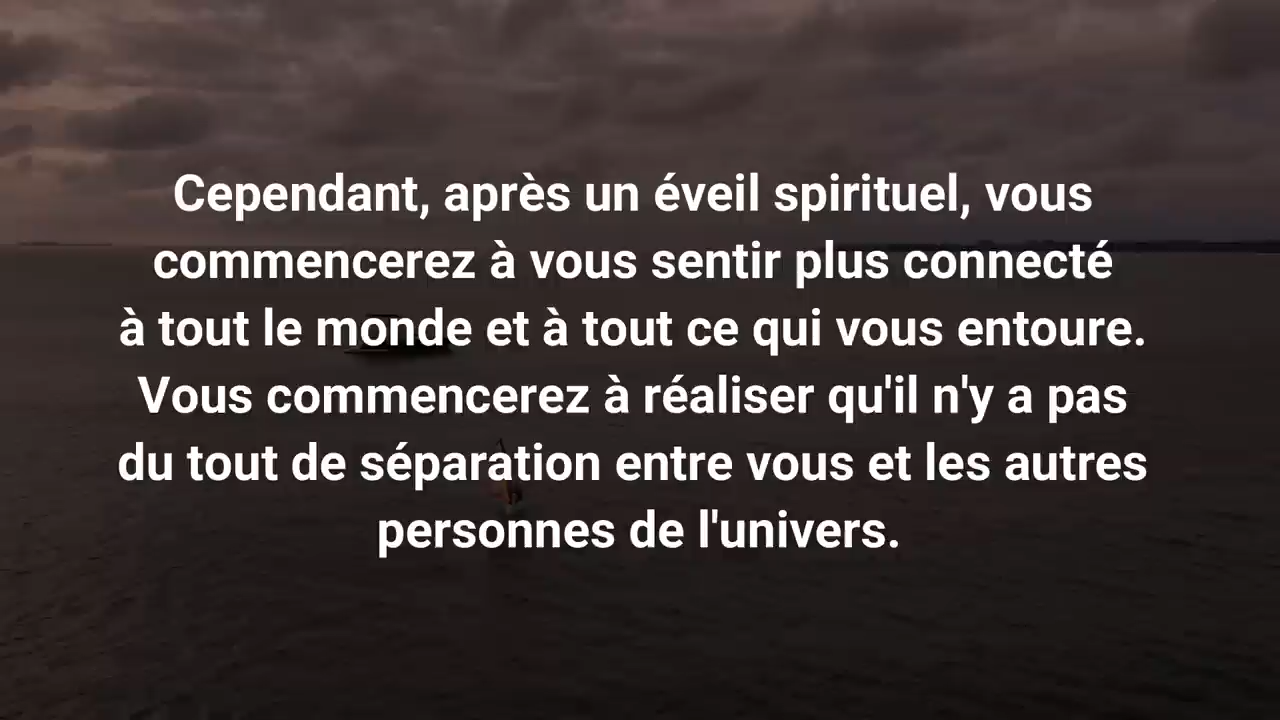 Cependant, après un éveil spirituel, vous
commencerez à vous sentir plus connecté
à tout le monde et à tout ce qui vous entoure.
Vous commencerez à réaliser qu'il n'y a pas
du tout de séparation entre vous et les autres
personnes de l'univers.